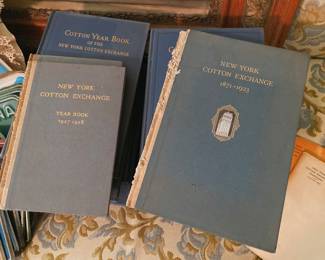 COTTON YEAR BOOK
OF THE
NEW YORK COTTON EXCHANGE
NEW YORK
COTTON EXCHANGE
YEAR BOOK
1927-1928
NEW YORK
COTTON EXCHANGE
1871-1923